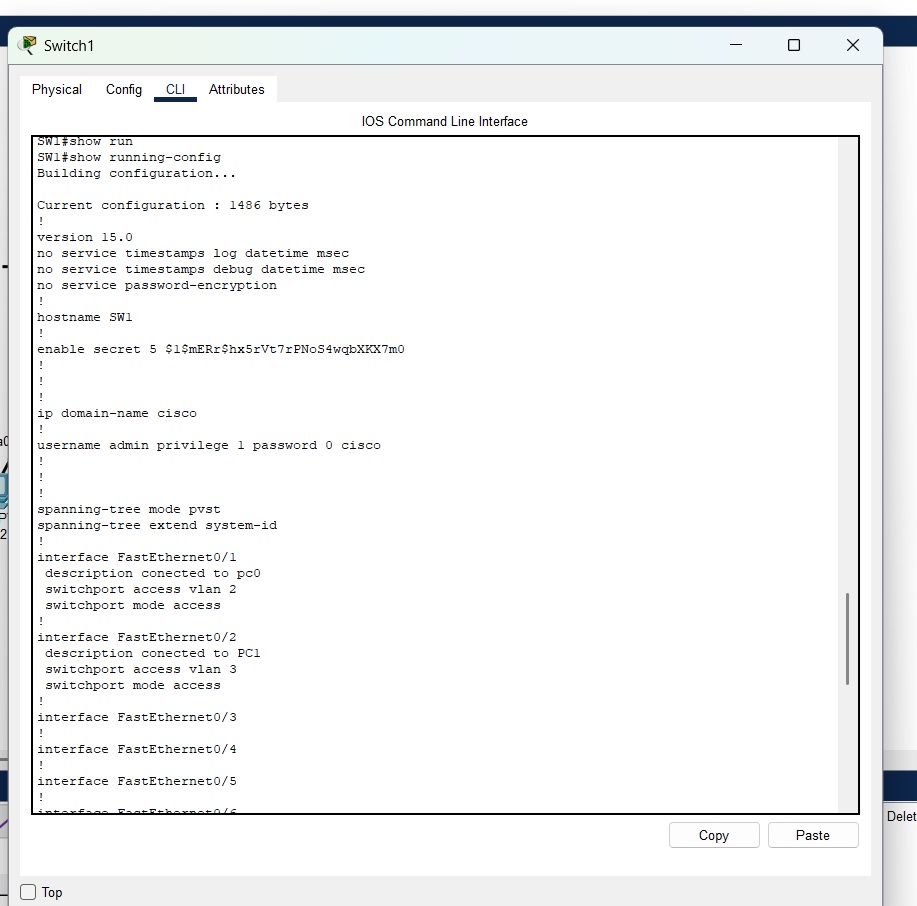 Switch1
Physical Config CLI Attributes
IOS Command Line Interface
SW1#show run
SW1#show running-config
Building configuration...
Current configuration : 1486 bytes
!
version 15.0
no service timestamps log datetime msec
no service timestamps debug datetime msec
no service password-encryption
!
hostname SW1
!
enable secret 5 $1$mERr$hx5rVt7rPNoS4wqbXKX7m0
!
!
!
ip domain-name cisco
!
username admin privilege 1 password 0 cisco
!
!
!
spanning-tree mode pvst
spanning-tree extend system-id
!
interface FastEthernet0/1
description conected to pc0
switchport access vlan 2
switchport mode access
!
interface FastEthernet0/2
description conected to PC1
switchport access vlan 3
switchport mode access
!
interface FastEthernet0/3
!
interface FastEthernet0/4
!
interface FastEthernet0/5
!
interface FastEthernet0/6
Copy Paste
Delet
Top